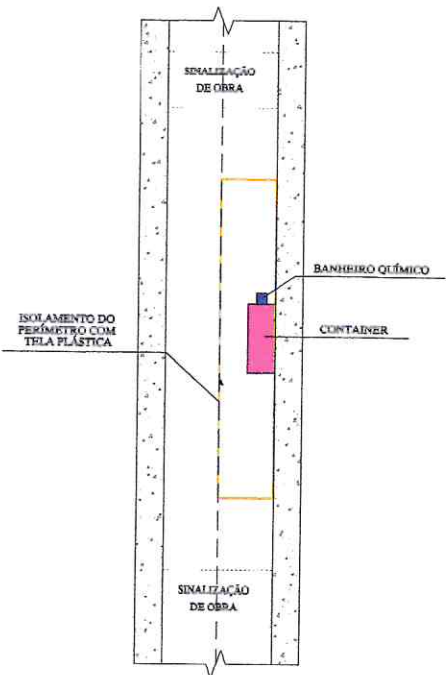 SINALIZAÇÃO
DE OBRA
BANHEIRO QUÍMICO
ISOLAMENTO DO
PERÍMETRO COM
TELA PLÁSTICA
CONTAINER
SINALIZAÇÃO
DE OBRA